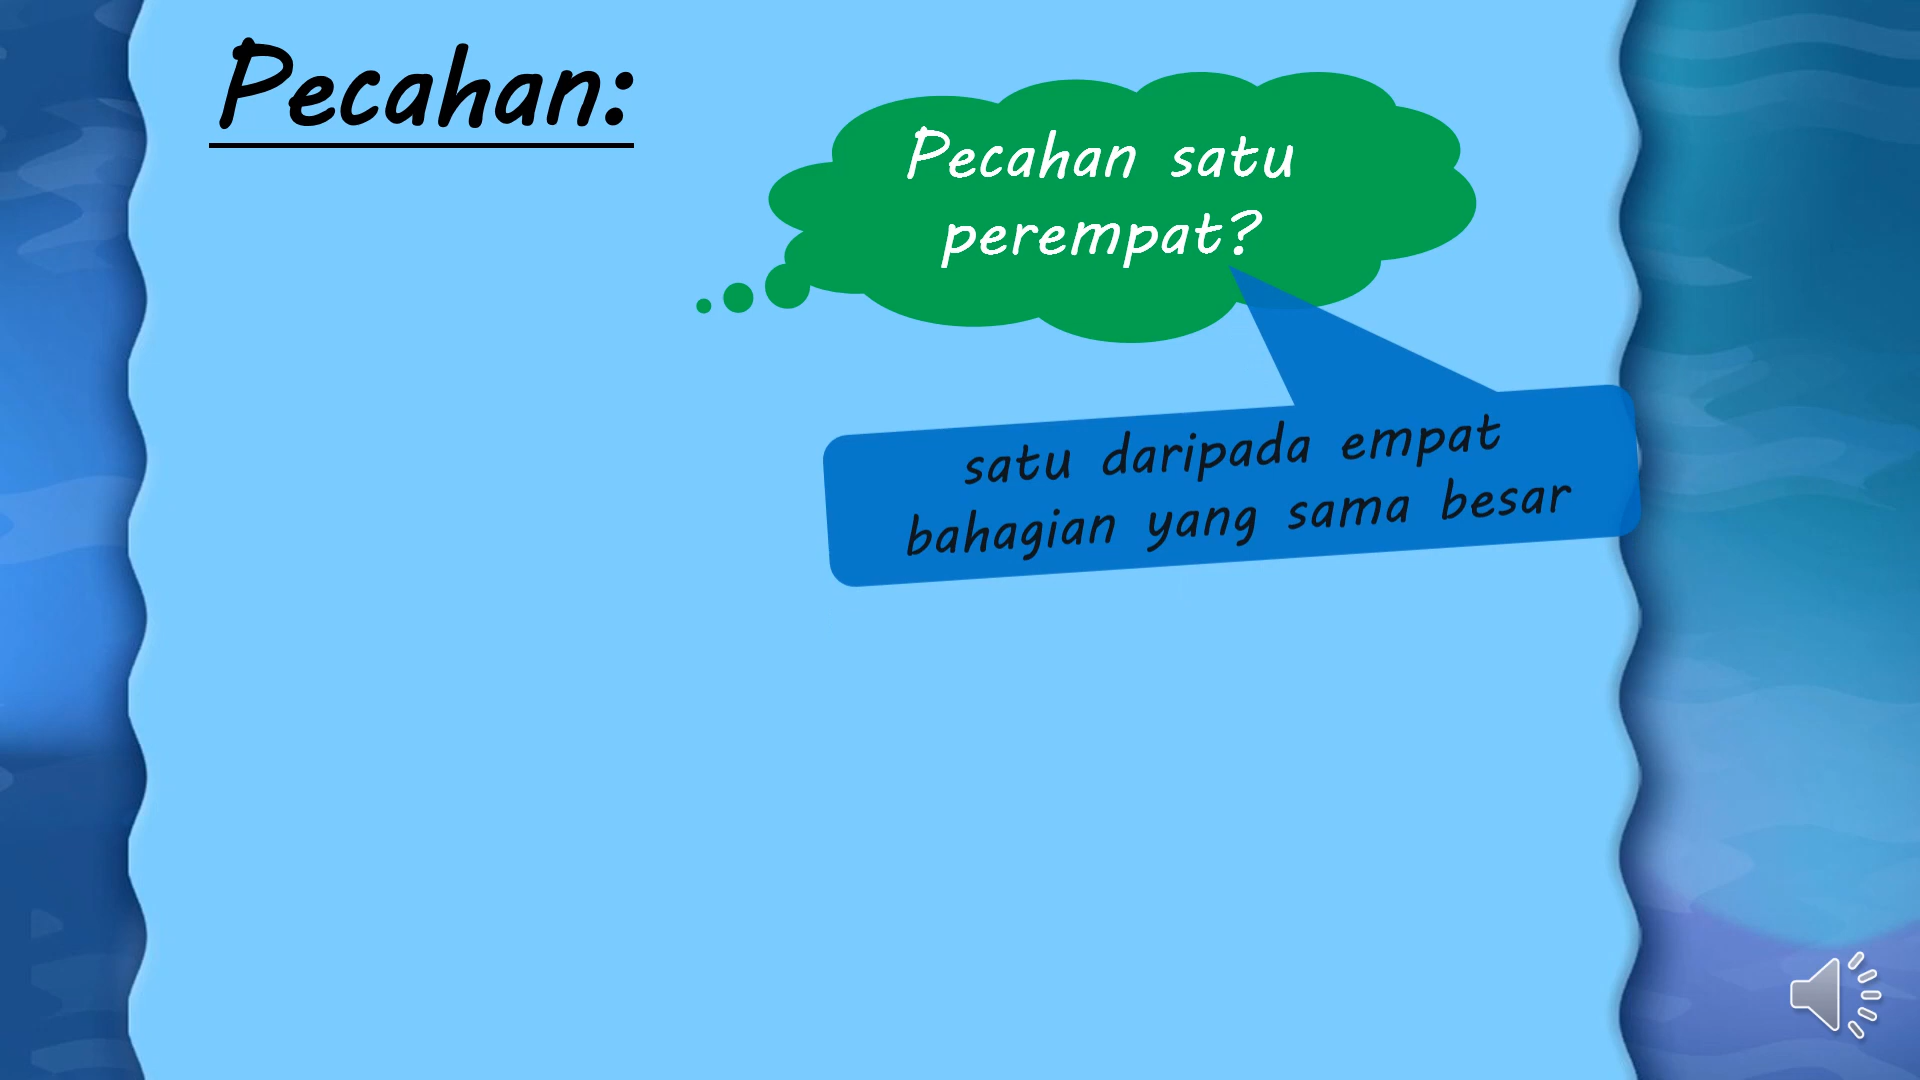 Pecahan:
Pecahan satu
perempat?
satu daripada empat
bahagian yang sama besar